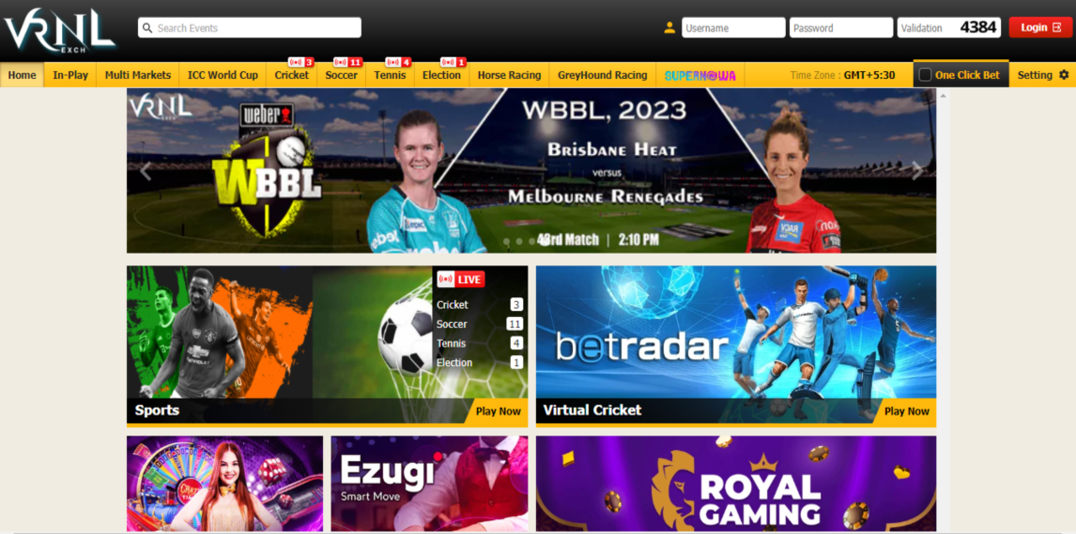 VRNL
EXCH
Search Events
Username
Password
Validation 4384
Login
Home In-Play Multi Markets ICC World Cup Cricket 3 Soccer 11 Tennis 4 Election 1 Horse Racing GreyHound Racing SUPERNOWA Time Zone : GMT+5:30 One Click Bet Setting
VRNL
EXCH
weber
WBBL
WBBL, 2023
Brisbane Heat
versus
Melbourne Renegades
43rd Match | 2:10 PM
LIVE
Cricket 3
Soccer 11
Tennis 4
Election 1
Sports
Play Now
betradar
Virtual Cricket
Play Now
Ezugi
Smart Move
ROYAL
GAMING